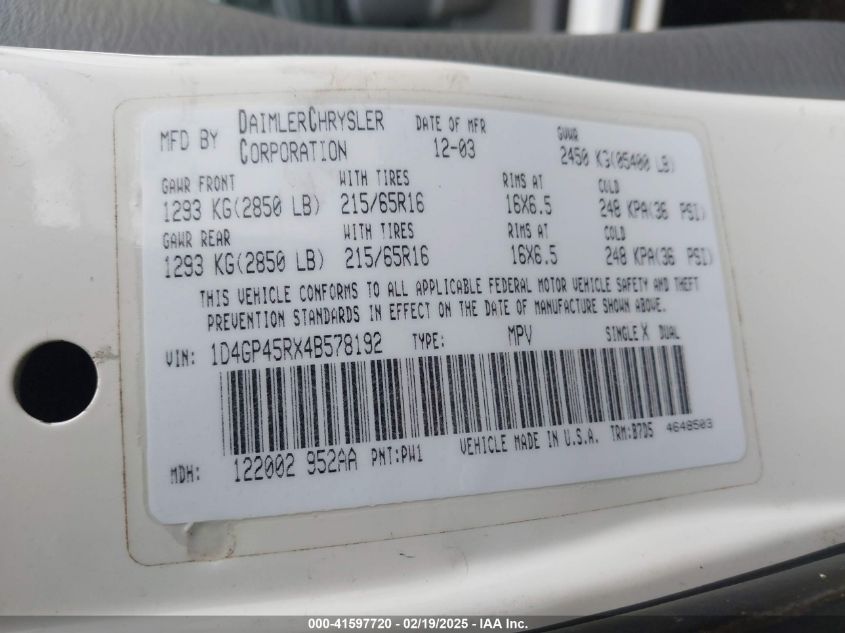 MFD BY DAIMLERCHRYSLER CORPORATION DATE OF MFR 12-03 GVWR 2450 KG(05400 LB)
GAWR FRONT WITH TIRES RIMS AT COLD
1293 KG(2850 LB) 215/65R16 16X6.5 248 KPA(36 PSI)
GAWR REAR WITH TIRES RIMS AT COLD
1293 KG(2850 LB) 215/65R16 16X6.5 248 KPA(36 PSI)
THIS VEHICLE CONFORMS TO ALL APPLICABLE FEDERAL MOTOR VEHICLE SAFETY AND THEFT
PREVENTION STANDARDS IN EFFECT ON THE DATE OF MANUFACTURE SHOWN ABOVE.
VIN: 1D4GP45RX4B578192 TYPE: MPV SINGLE X DUAL
MDH: 122002 952AA PNT:PW1 VEHICLE MADE IN U.S.A. TRM:B7D5 4648503
000-41597720 - 02/19/2025 - IAA Inc.